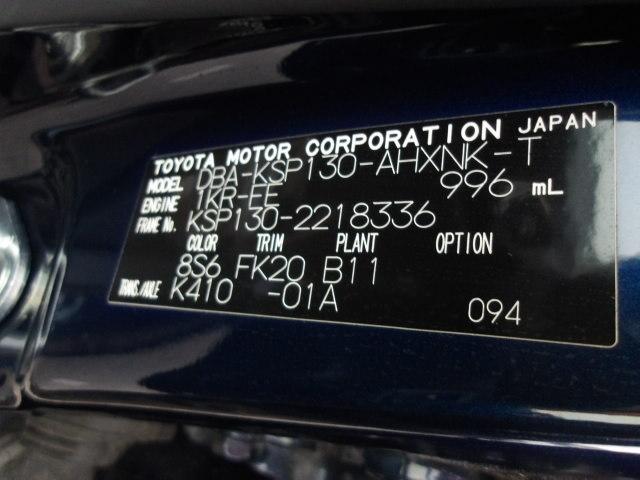 TOYOTA MOTOR CORPORATION JAPAN
MODEL DBA-KSP130-AHXNK-T
ENGINE 1KR-FE 996 mL
FRAME No. KSP130-2218336
COLOR TRIM PLANT OPTION
8S6 FK20 B11
TRANS./AXLE K410 -01A
094